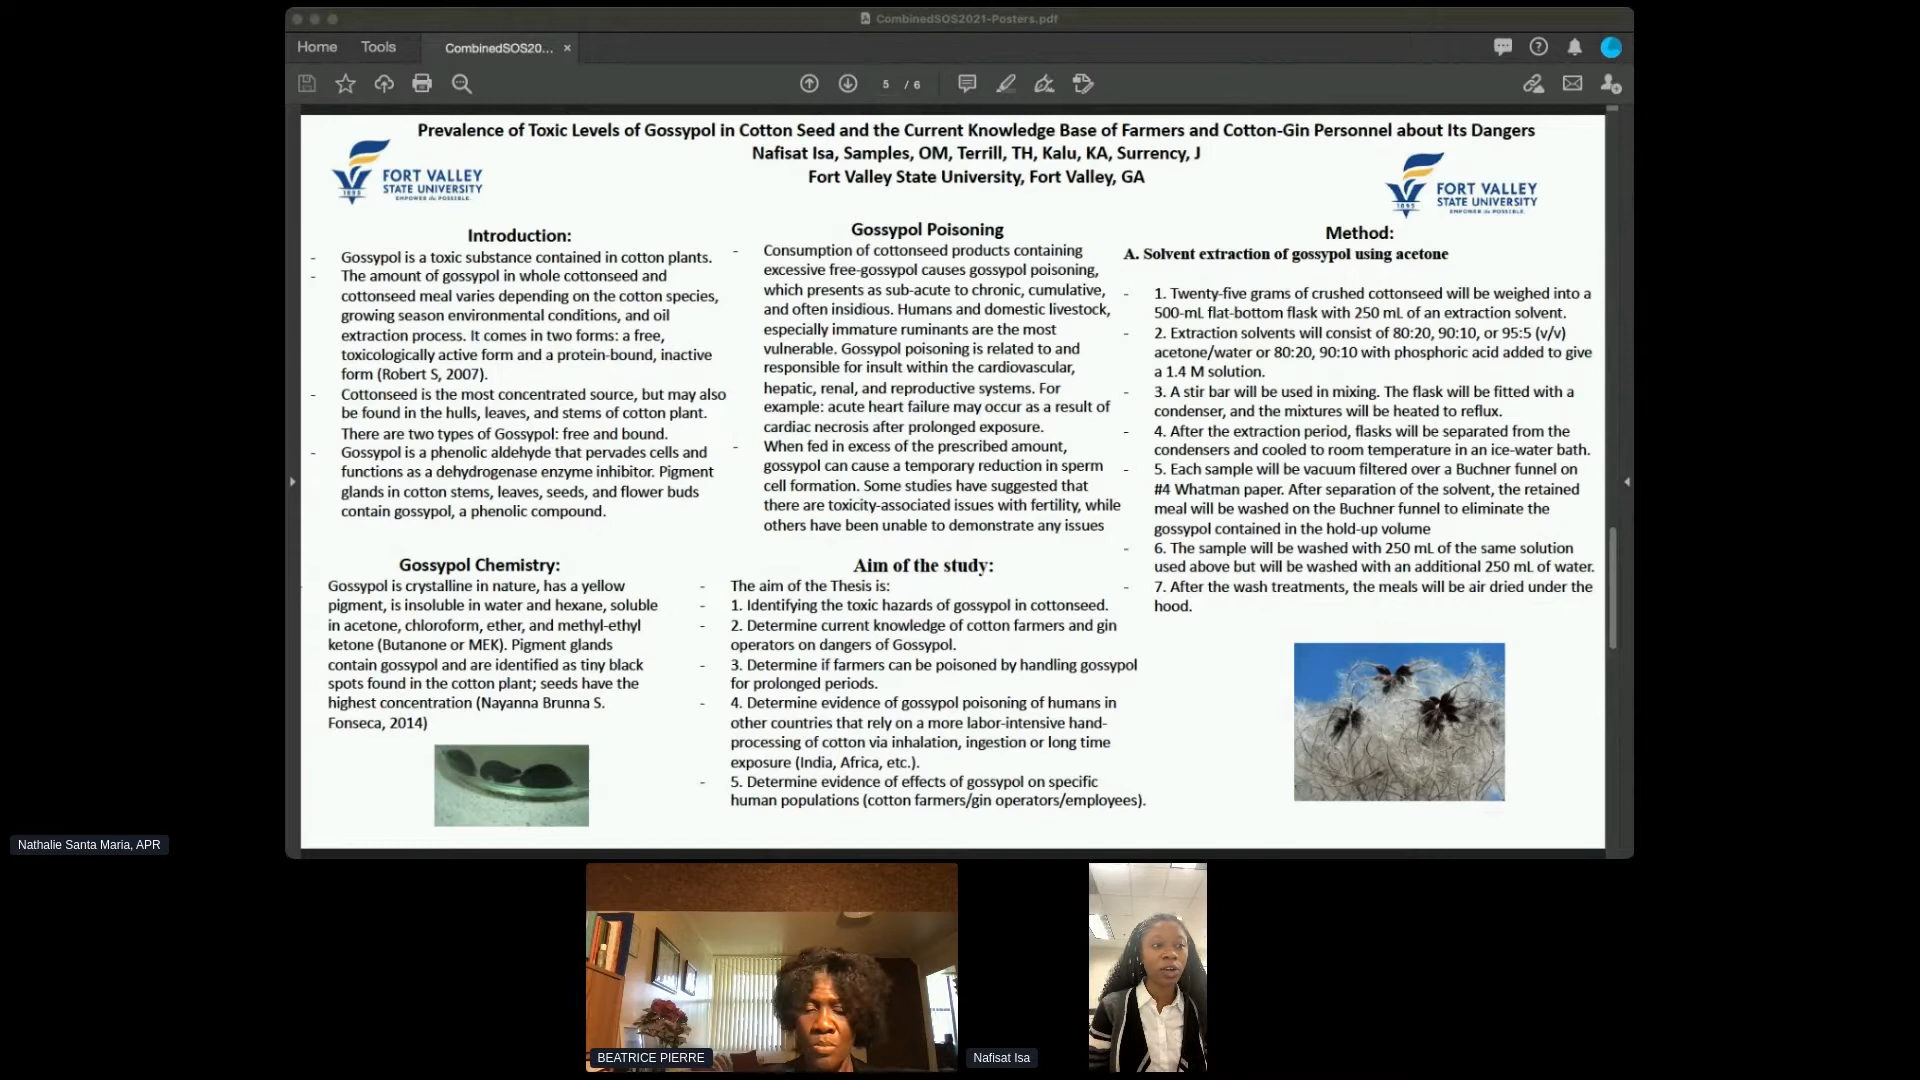 CombinedSOS2021-Posters.pdf
Home
Tools
CombinedSOS20... ×
5 / 6
Prevalence of Toxic Levels of Gossypol in Cotton Seed and the Current Knowledge Base of Farmers and Cotton-Gin Personnel about Its Dangers
Nafisat Isa, Samples, OM, Terrill, TH, Kalu, KA, Surrency, J
Fort Valley State University, Fort Valley, GA
1895
FORT VALLEY
STATE UNIVERSITY
EMPOWER the POSSIBLE.
1895
FORT VALLEY
STATE UNIVERSITY
EMPOWER the POSSIBLE.
Introduction:
- Gossypol is a toxic substance contained in cotton plants.
- The amount of gossypol in whole cottonseed and
cottonseed meal varies depending on the cotton species,
growing season environmental conditions, and oil
extraction process. It comes in two forms: a free,
toxicologically active form and a protein-bound, inactive
form (Robert S, 2007).
- Cottonseed is the most concentrated source, but may also
be found in the hulls, leaves, and stems of cotton plant.
There are two types of Gossypol: free and bound.
- Gossypol is a phenolic aldehyde that pervades cells and
functions as a dehydrogenase enzyme inhibitor. Pigment
glands in cotton stems, leaves, seeds, and flower buds
contain gossypol, a phenolic compound.
Gossypol Chemistry:
- Gossypol is crystalline in nature, has a yellow
pigment, is insoluble in water and hexane, soluble
in acetone, chloroform, ether, and methyl-ethyl
ketone (Butanone or MEK). Pigment glands
contain gossypol and are identified as tiny black
spots found in the cotton plant; seeds have the
highest concentration (Nayanna Brunna S.
Fonseca, 2014)
Gossypol Poisoning
- Consumption of cottonseed products containing
excessive free-gossypol causes gossypol poisoning,
which presents as sub-acute to chronic, cumulative,
and often insidious. Humans and domestic livestock,
especially immature ruminants are the most
vulnerable. Gossypol poisoning is related to and
responsible for insult within the cardiovascular,
hepatic, renal, and reproductive systems. For
example: acute heart failure may occur as a result of
cardiac necrosis after prolonged exposure.
- When fed in excess of the prescribed amount,
gossypol can cause a temporary reduction in sperm
cell formation. Some studies have suggested that
there are toxicity-associated issues with fertility, while
others have been unable to demonstrate any issues
Aim of the study:
- The aim of the Thesis is:
- 1. Identifying the toxic hazards of gossypol in cottonseed.
- 2. Determine current knowledge of cotton farmers and gin
operators on dangers of Gossypol.
- 3. Determine if farmers can be poisoned by handling gossypol
for prolonged periods.
- 4. Determine evidence of gossypol poisoning of humans in
other countries that rely on a more labor-intensive hand-
processing of cotton via inhalation, ingestion or long time
exposure (India, Africa, etc.).
- 5. Determine evidence of effects of gossypol on specific
human populations (cotton farmers/gin operators/employees).
Method:
A. Solvent extraction of gossypol using acetone
- 1. Twenty-five grams of crushed cottonseed will be weighed into a
500-mL flat-bottom flask with 250 mL of an extraction solvent.
- 2. Extraction solvents will consist of 80:20, 90:10, or 95:5 (v/v)
acetone/water or 80:20, 90:10 with phosphoric acid added to give
a 1.4 M solution.
- 3. A stir bar will be used in mixing. The flask will be fitted with a
condenser, and the mixtures will be heated to reflux.
- 4. After the extraction period, flasks will be separated from the
condensers and cooled to room temperature in an ice-water bath.
- 5. Each sample will be vacuum filtered over a Buchner funnel on
#4 Whatman paper. After separation of the solvent, the retained
meal will be washed on the Buchner funnel to eliminate the
gossypol contained in the hold-up volume
- 6. The sample will be washed with 250 mL of the same solution
used above but will be washed with an additional 250 mL of water.
- 7. After the wash treatments, the meals will be air dried under the
hood.
Nathalie Santa Maria, APR
BEATRICE PIERRE
Nafisat Isa